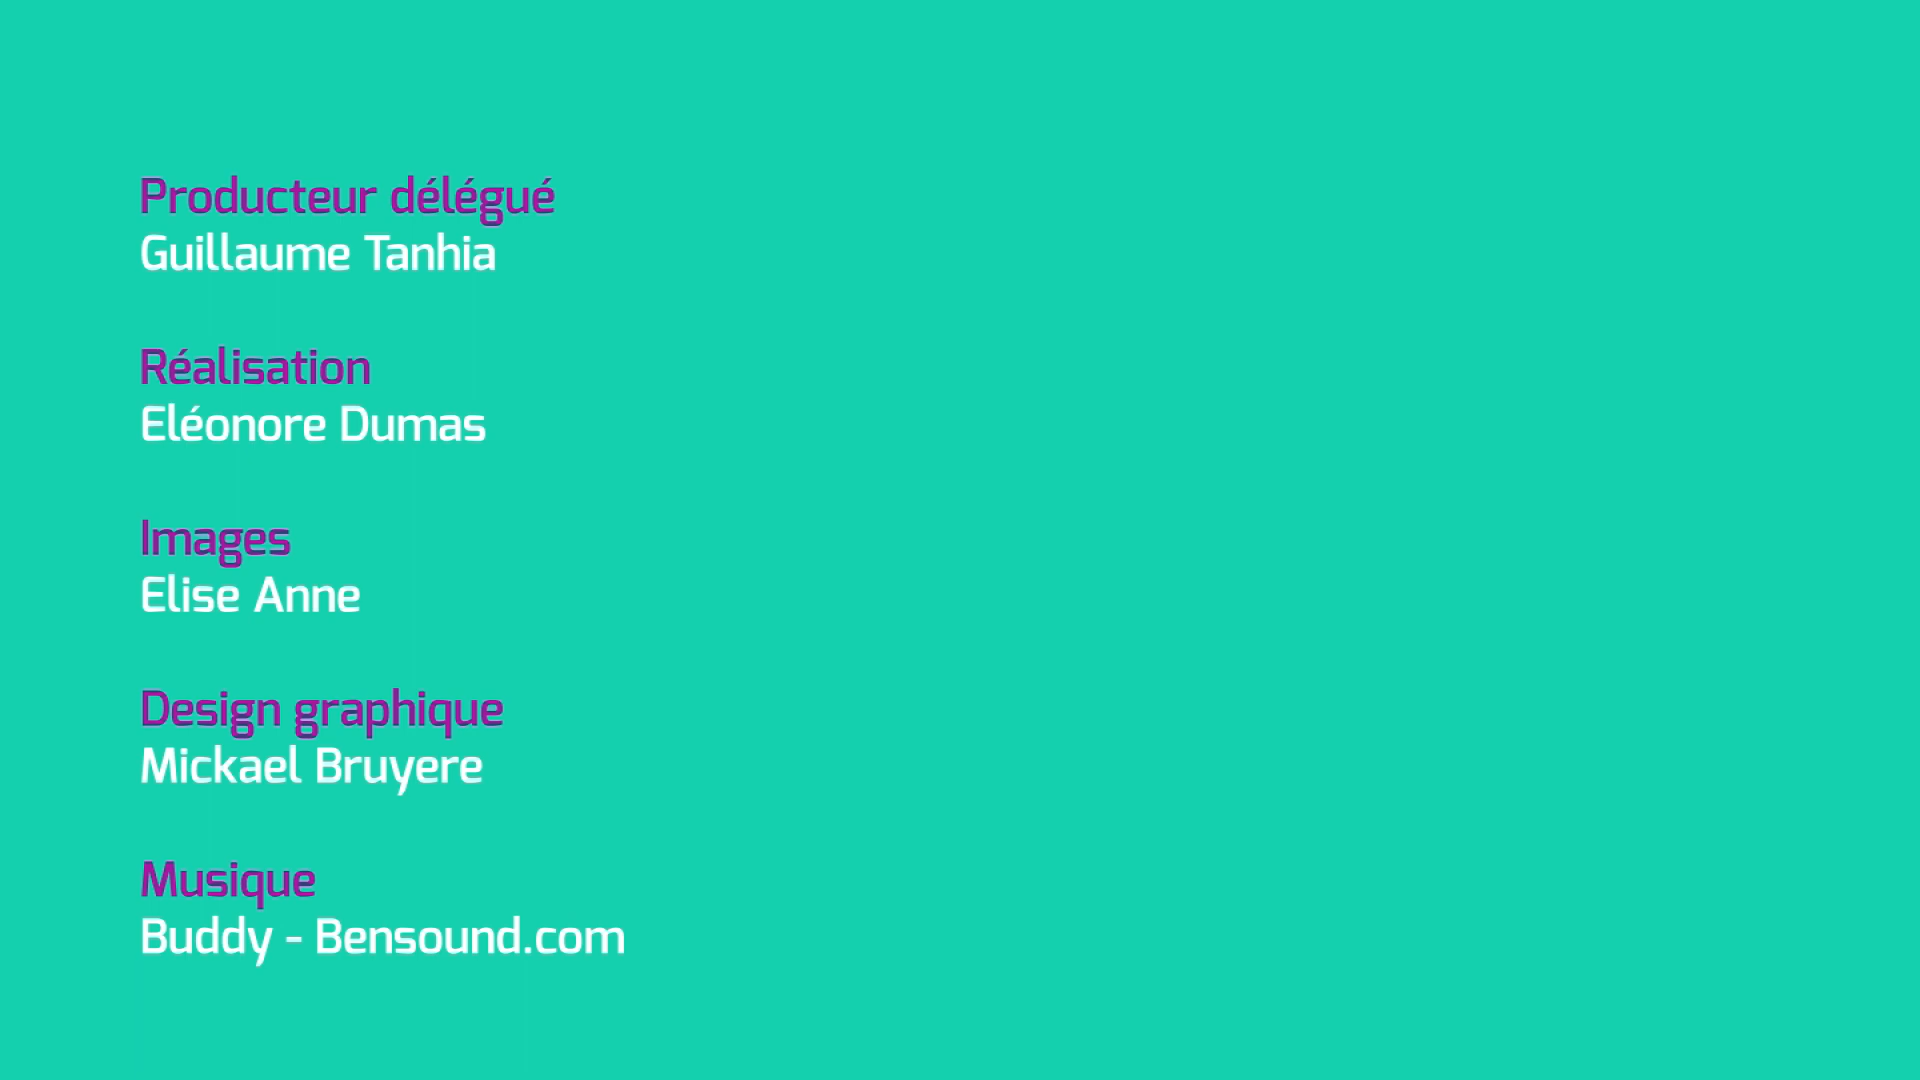 Producteur délégué
Guillaume Tanhia
Réalisation
Eléonore Dumas
Images
Elise Anne
Design graphique
Mickael Bruyere
Musique
Buddy - Bensound.com